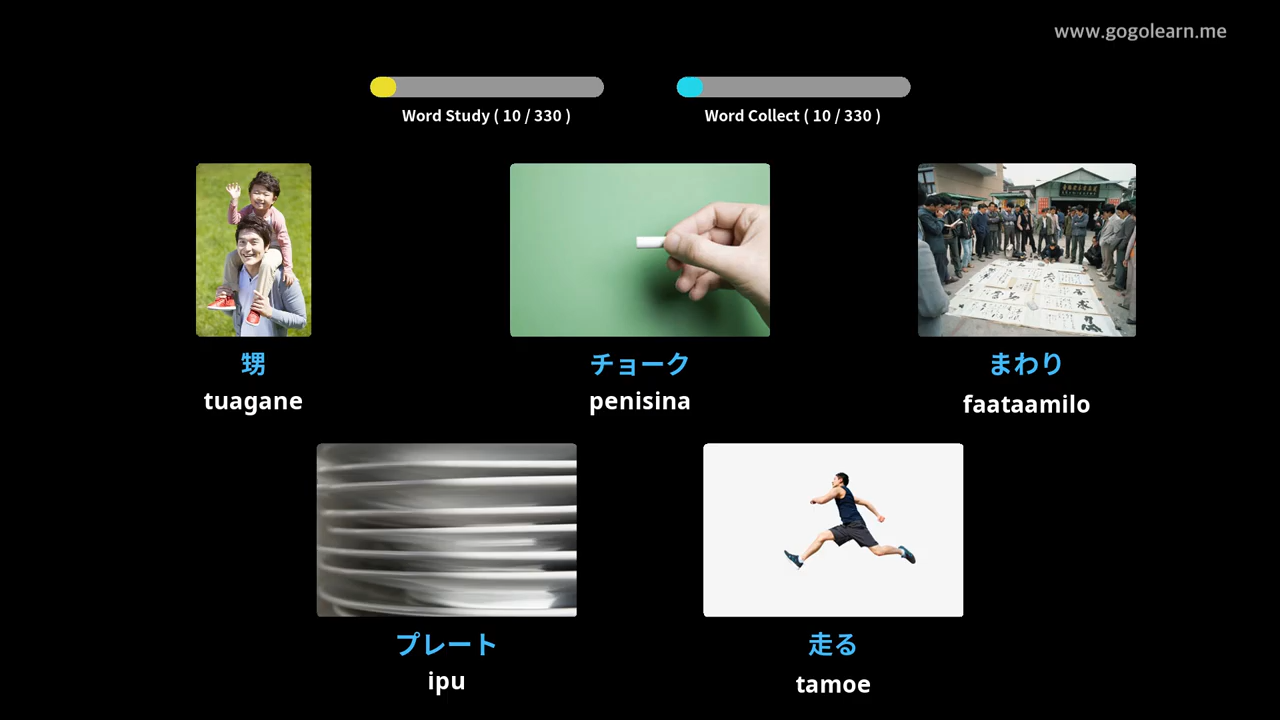 www.gogolearn.me
Word Study ( 10 / 330 )
Word Collect ( 10 / 330 )
甥
tuagane
チョーク
penisina
まわり
faataamilo
プレート
ipu
走る
tamoe